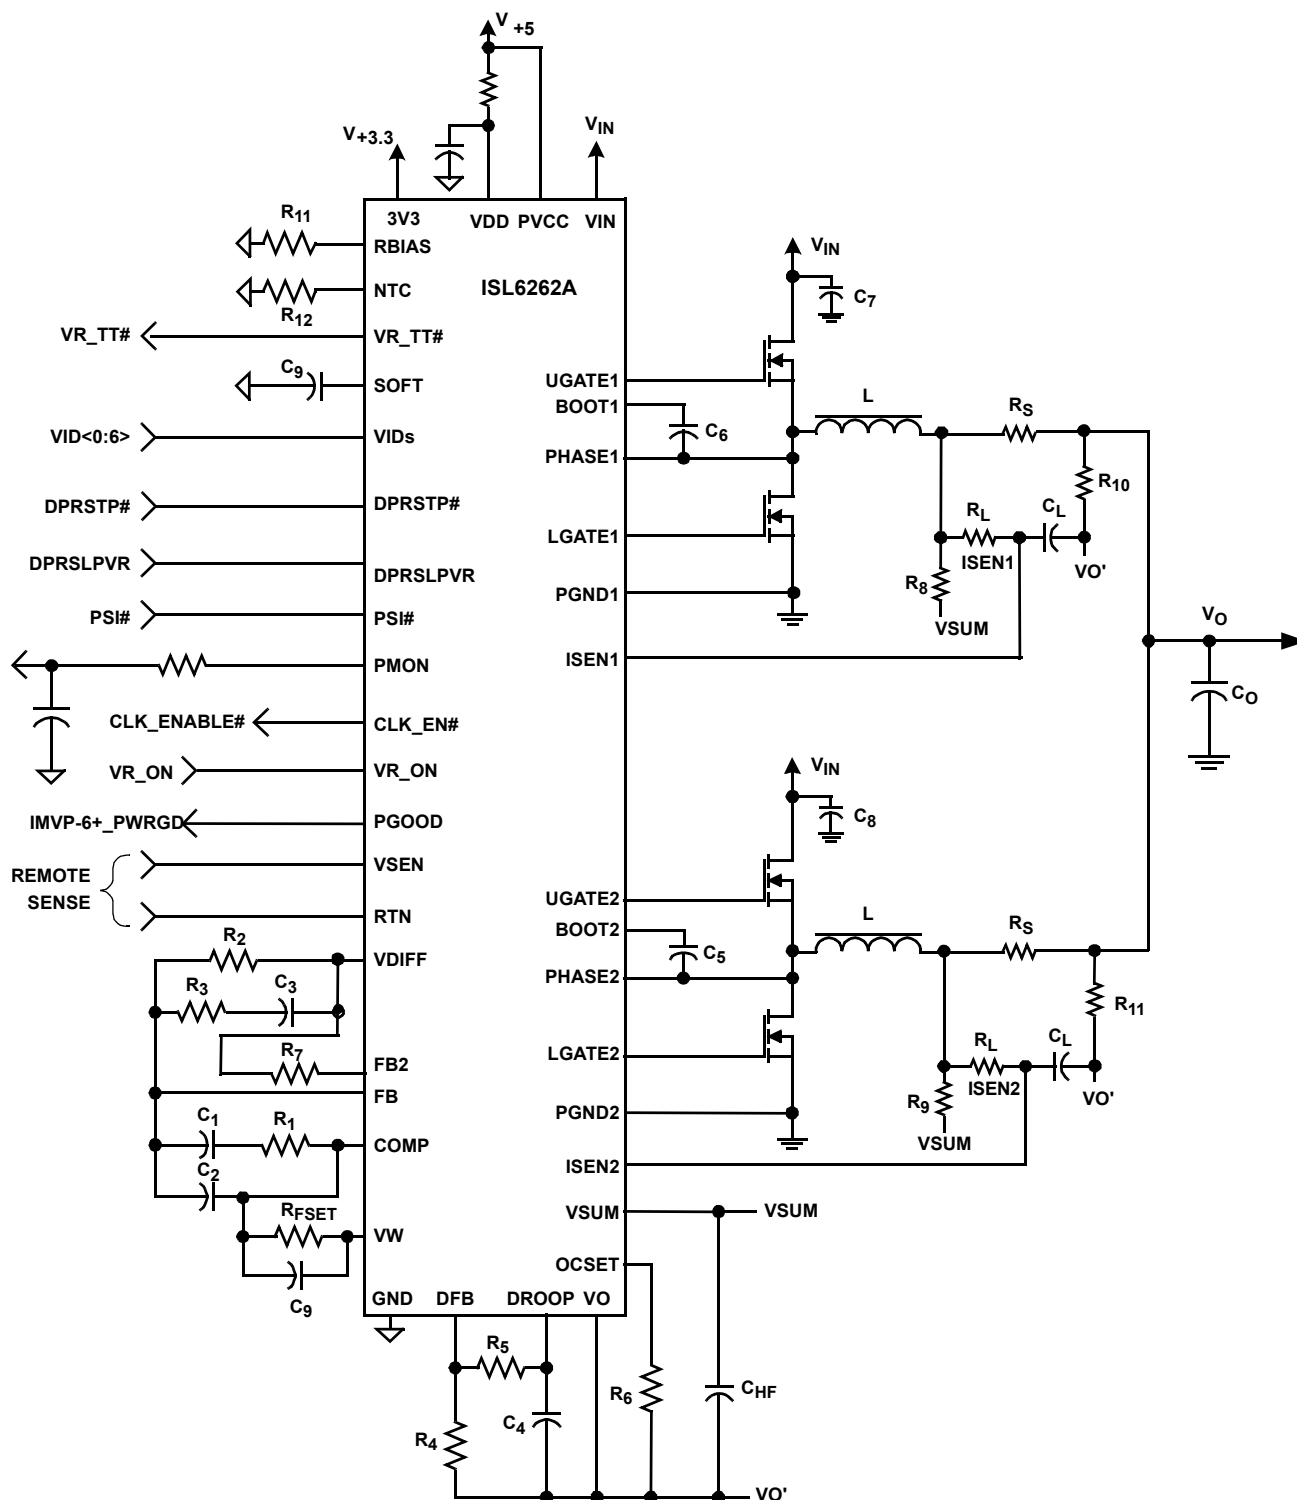 V+5
V+3.3
VIN
3V3
VDD
PVCC
VIN
ISL6262A
R11
RBIAS
NTC
R12
VR_TT#
VR_TT#
C9
SOFT
VID<0:6>
VIDs
DPRSTP#
DPRSTP#
DPRSLPVR
DPRSLPVR
PSI#
PSI#
PMON
CLK_ENABLE#
CLK_EN#
VR_ON
VR_ON
IMVP-6+_PWRGD
PGOOD
REMOTE
SENSE
VSEN
RTN
R2
VDIFF
R3
C3
R7
FB2
FB
C1
R1
COMP
C2
RFSET
VW
C9
GND
DFB
DROOP
VO
R5
R4
C4
R6
CHF
VO'
UGATE1
BOOT1
PHASE1
LGATE1
PGND1
ISEN1
VIN
C7
C6
L
RS
R10
RL
CL
ISEN1
VO'
R8
VSUM
VO
CO
UGATE2
BOOT2
PHASE2
LGATE2
PGND2
ISEN2
VIN
C8
C5
L
RS
R11
RL
CL
ISEN2
VO'
R9
VSUM
VSUM
VSUM
OCSET